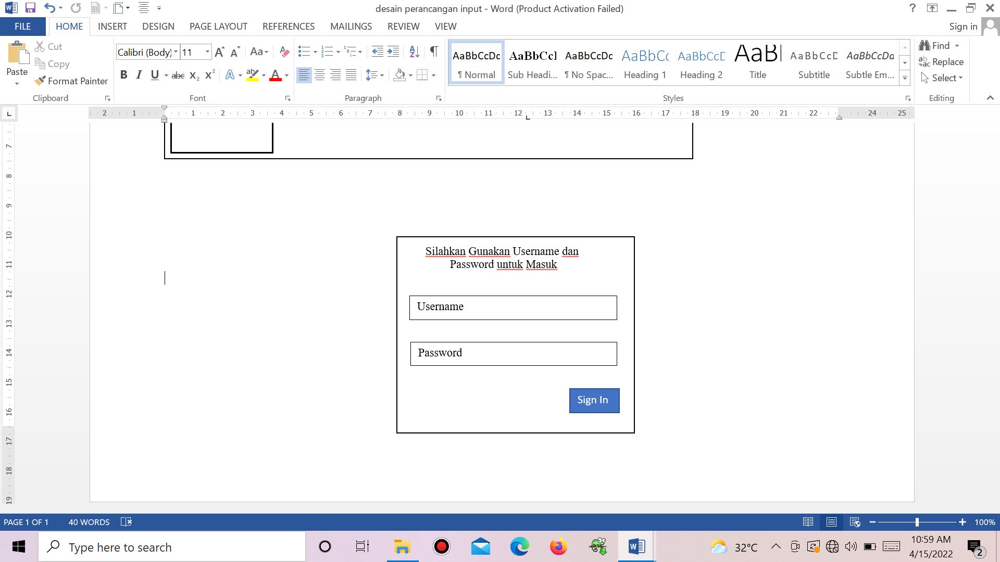 desain perancangan input - Word (Product Activation Failed)
FILE HOME INSERT DESIGN PAGE LAYOUT REFERENCES MAILINGS REVIEW VIEW Sign in
Paste
Cut
Copy
Format Painter
Clipboard
Calibri (Body) 11
Font
Paragraph
AaBbCcDc AaBbCcI AaBbCcDc AaBbCc AaBbCcD AaBl AaBbCcD AaBbCcDa
¶ Normal Sub Headi... ¶ No Spac... Heading 1 Heading 2 Title Subtitle Subtle Em...
Styles
Find
Replace
Select
Editing
2 1 1 2 3 4 5 6 7 8 9 10 11 12 13 14 15 16 17 18 19 20 21 22 24 25
7
8
9
10
11
12
13
14
15
16
17
18
19
Silahkan Gunakan Username dan
Password untuk Masuk
Username
Password
Sign In
PAGE 1 OF 1 40 WORDS 100%
Type here to search
32°C
10:59 AM
4/15/2022
2